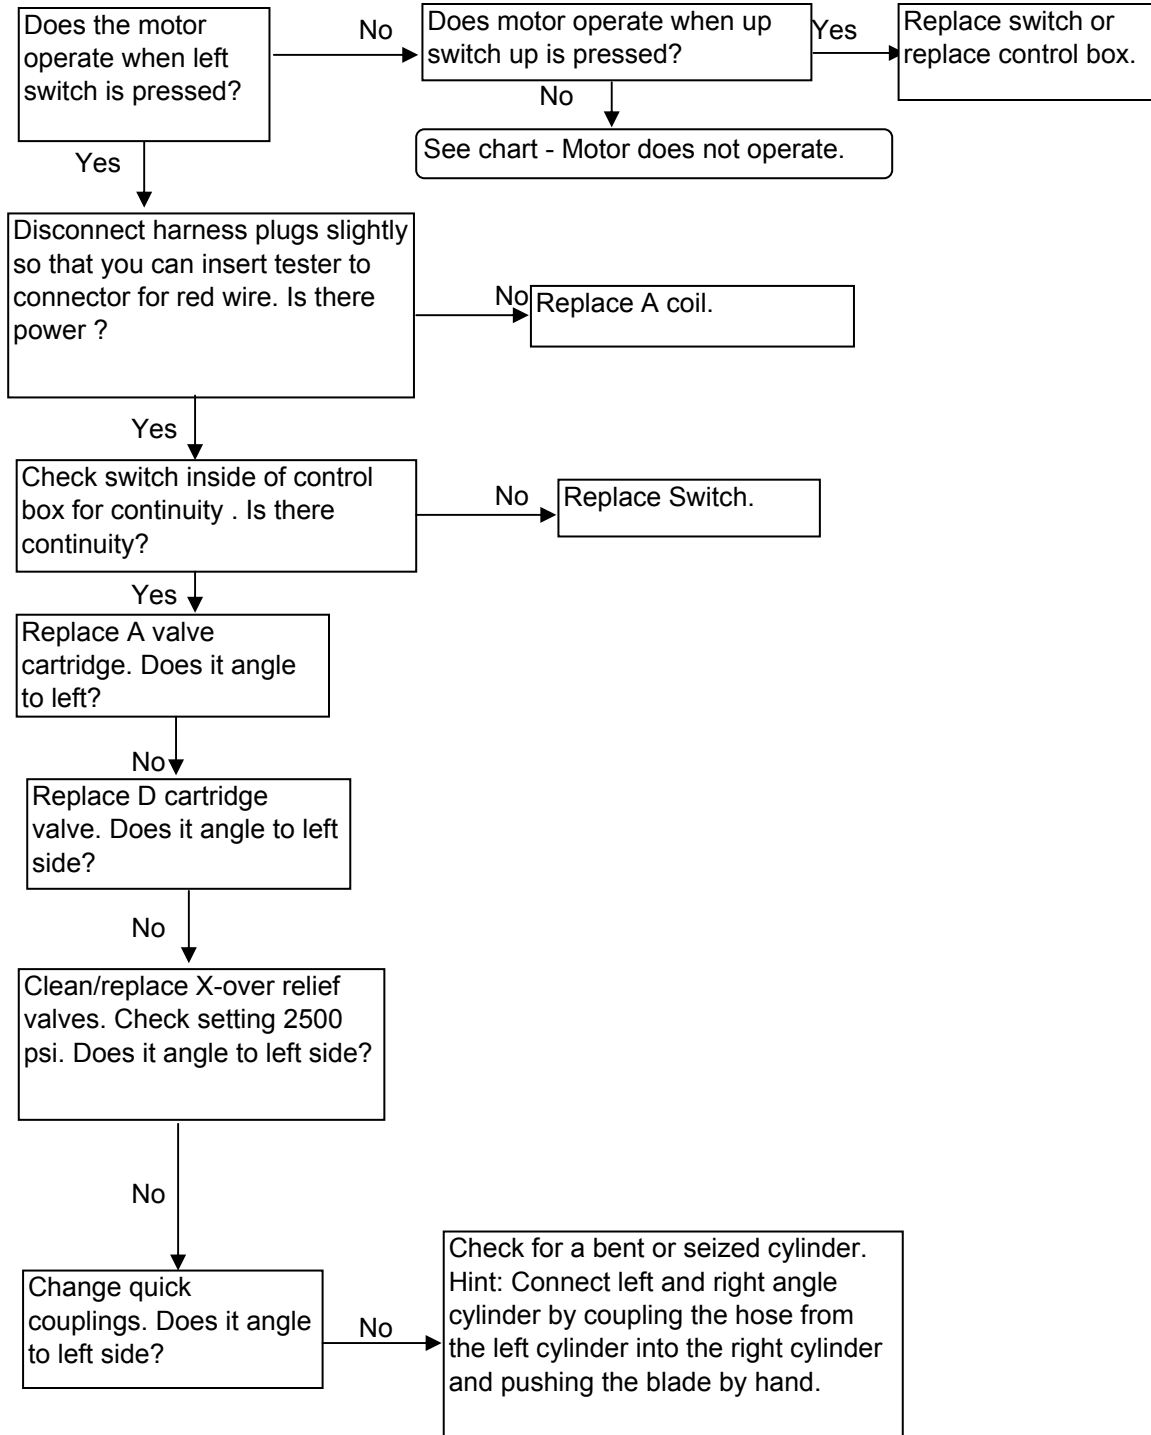 Does the motor
operate when left
switch is pressed?
No
Does motor operate when up
switch up is pressed?
Yes
Replace switch or
replace control box.
No
See chart - Motor does not operate.
Yes
Disconnect harness plugs slightly
so that you can insert tester to
connector for red wire. Is there
power ?
No
Replace A coil.
Yes
Check switch inside of control
box for continuity . Is there
continuity?
No
Replace Switch.
Yes
Replace A valve
cartridge. Does it angle
to left?
No
Replace D cartridge
valve. Does it angle to left
side?
No
Clean/replace X-over relief
valves. Check setting 2500
psi. Does it angle to left side?
No
Change quick
couplings. Does it angle
to left side?
No
Check for a bent or seized cylinder.
Hint: Connect left and right angle
cylinder by coupling the hose from
the left cylinder into the right cylinder
and pushing the blade by hand.